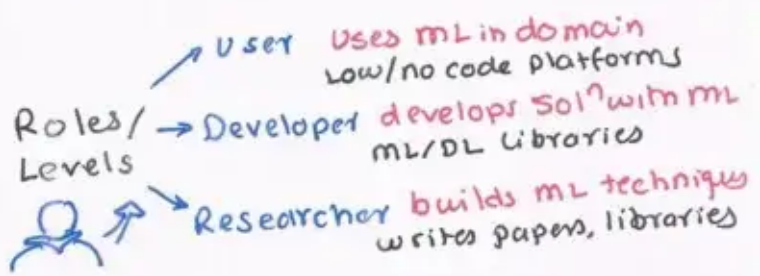 User Uses ML in domain
Low/no code platforms
Roles/
Levels
Developer develops Solⁿ with ML
ML/DL Libraries
Researcher builds ML techniques
writes papers, libraries